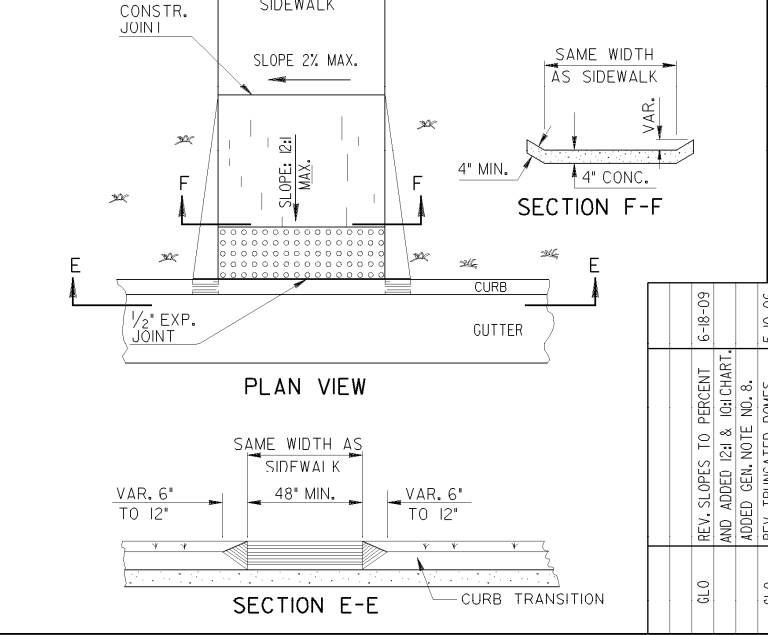 SIDEWALK
CONSTR.
JOINT
SLOPE 2% MAX.
SLOPE: 12:1
MAX.
F
F
E
E
CURB
GUTTER
1/2" EXP.
JOINT
PLAN VIEW
SAME WIDTH
AS SIDEWALK
VAR.
4" MIN.
4" CONC.
SECTION F-F
SAME WIDTH AS
SIDEWALK
VAR. 6"
TO 12"
48" MIN.
VAR. 6"
TO 12"
CURB TRANSITION
SECTION E-E
GLO
REV. SLOPES TO PERCENT
6-18-09
AND ADDED 12:1 & 10:1 CHART.
ADDED GEN. NOTE NO. 8.
GLO
REV. TRUNCATED DOMES